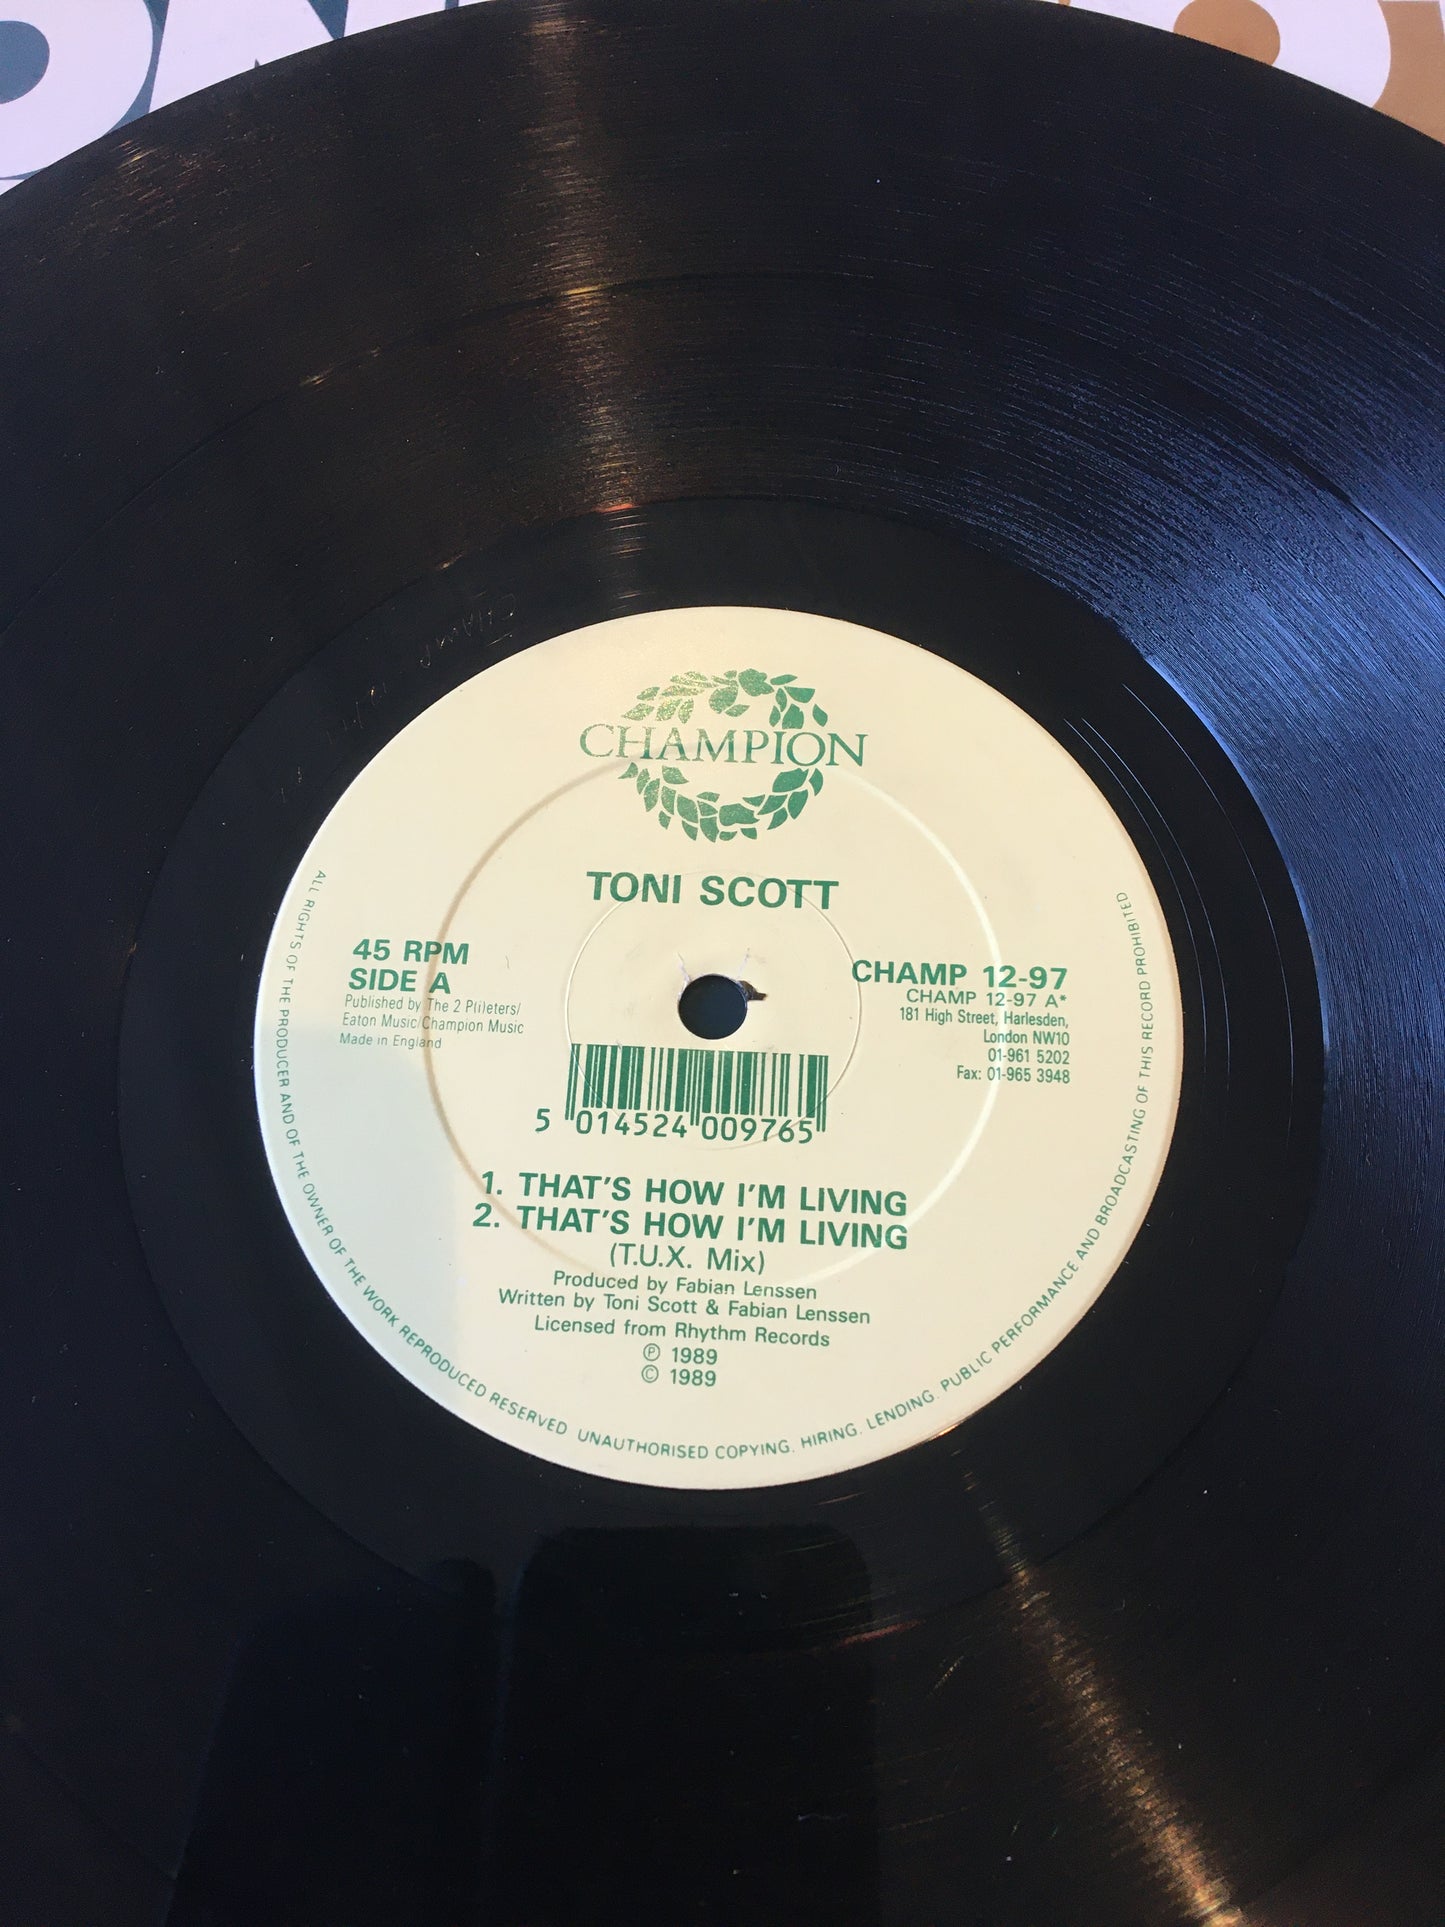 CHAMPION
TONI SCOTT
45 RPM
SIDE A
Published by The 2 P(i)eters/
Eaton Music/Champion Music
Made in England
CHAMP 12-97
CHAMP 12-97 A*
181 High Street, Harlesden,
London NW10
01-961 5202
Fax: 01-965 3948
5 014524 009765
1. THAT'S HOW I'M LIVING
2. THAT'S HOW I'M LIVING
(T.U.X. Mix)
Produced by Fabian Lenssen
Written by Toni Scott & Fabian Lenssen
Licensed from Rhythm Records
℗ 1989
© 1989
ALL RIGHTS OF THE PRODUCER AND OF THE OWNER OF THE WORK REPRODUCED RESERVED. UNAUTHORISED COPYING. HIRING. LENDING. PUBLIC PERFORMANCE AND BROADCASTING OF THIS RECORD PROHIBITED